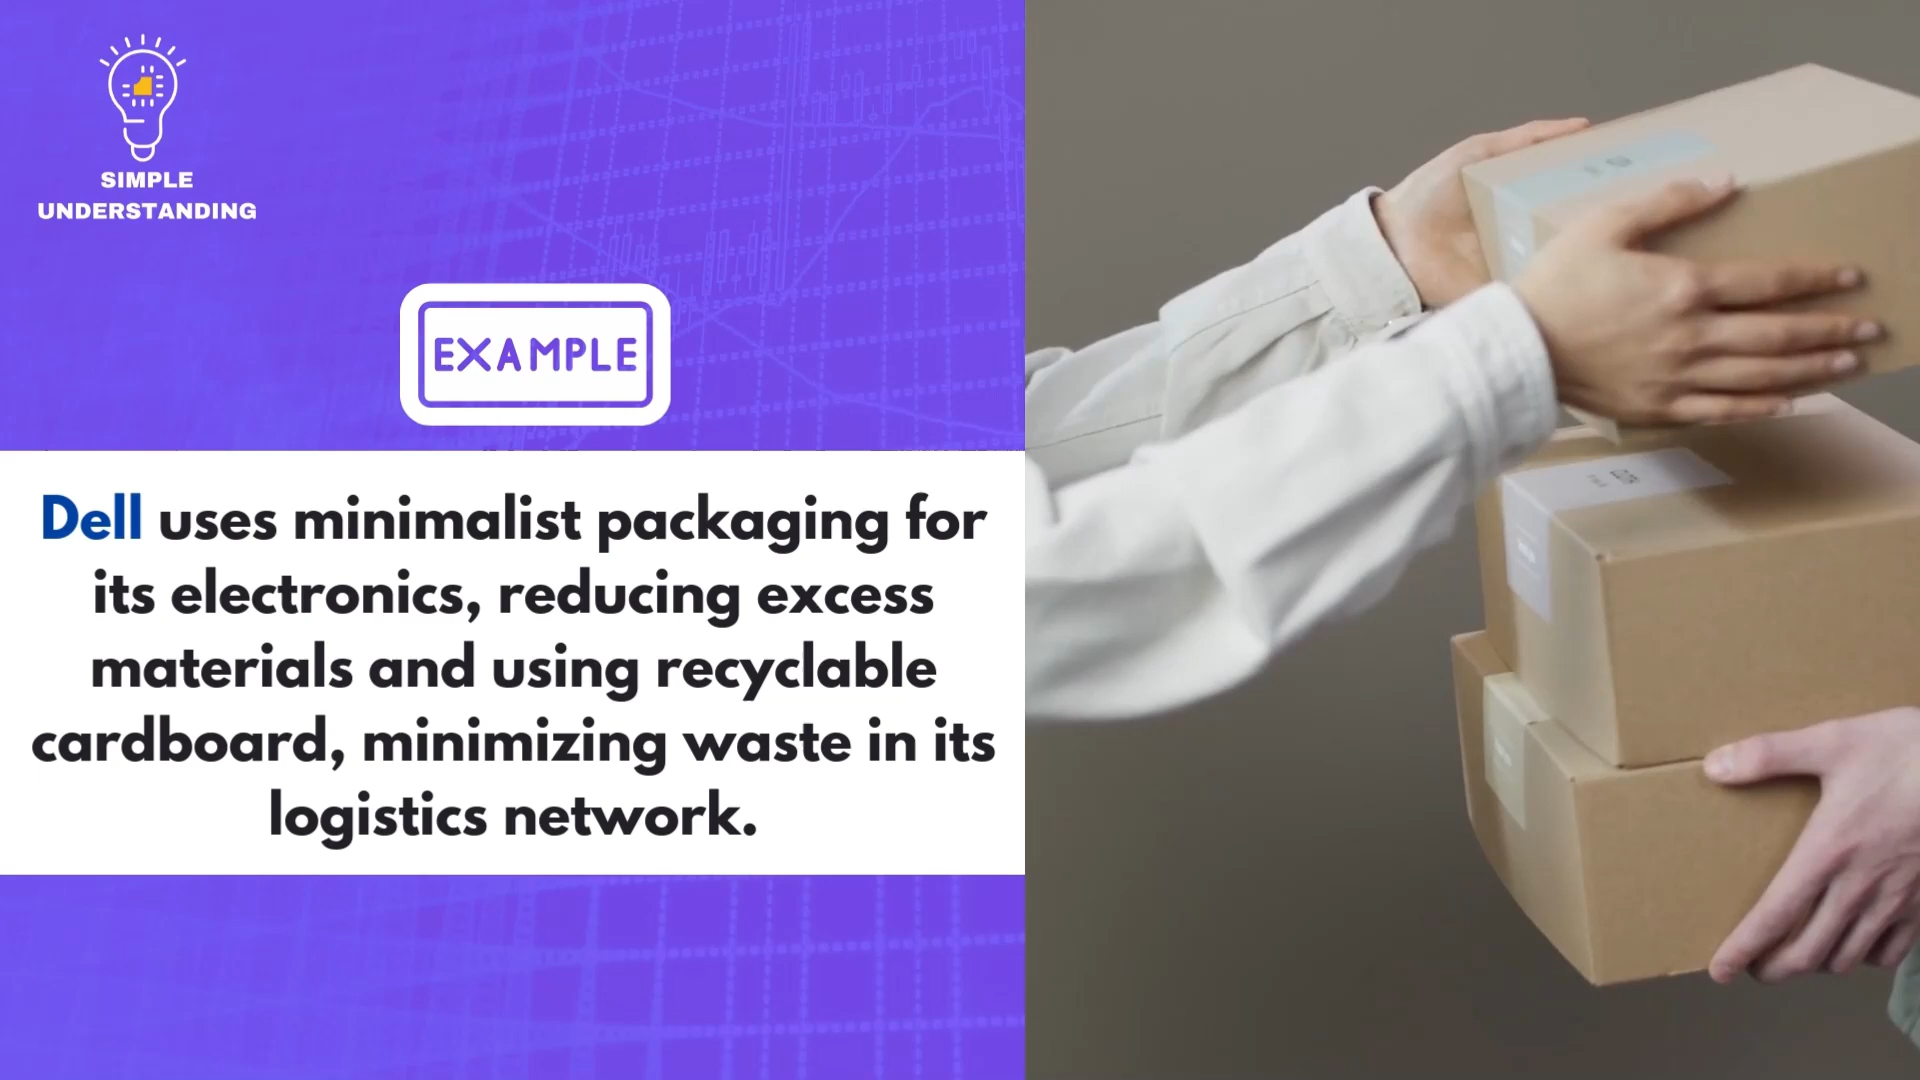 SIMPLE
UNDERSTANDING
EXAMPLE
Dell uses minimalist packaging for
its electronics, reducing excess
materials and using recyclable
cardboard, minimizing waste in its
logistics network.